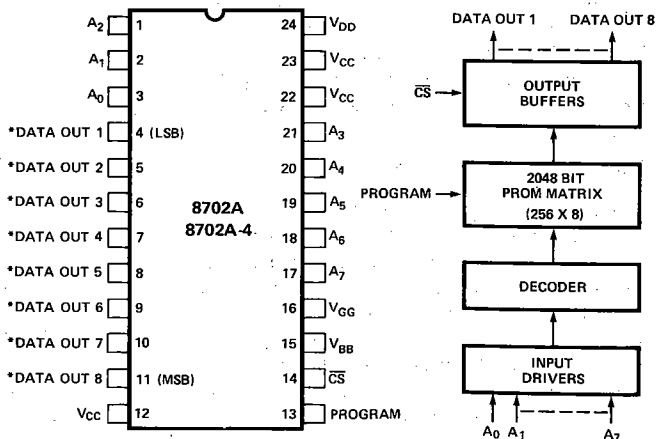 A2 1 24 VDD
A1 2 23 VCC
A0 3 22 VCC
*DATA OUT 1 4 (LSB) 21 A3
*DATA OUT 2 5 20 A4
*DATA OUT 3 6 19 A5
*DATA OUT 4 7 18 A6
*DATA OUT 5 8 17 A7
*DATA OUT 6 9 16 VGG
*DATA OUT 7 10 15 VBB
*DATA OUT 8 11 (MSB) 14 CS
VCC 12 13 PROGRAM
8702A
8702A-4
DATA OUT 1 DATA OUT 8
CS
OUTPUT
BUFFERS
PROGRAM
2048 BIT
PROM MATRIX
(256 X 8)
DECODER
INPUT
DRIVERS
A0 A1 A7